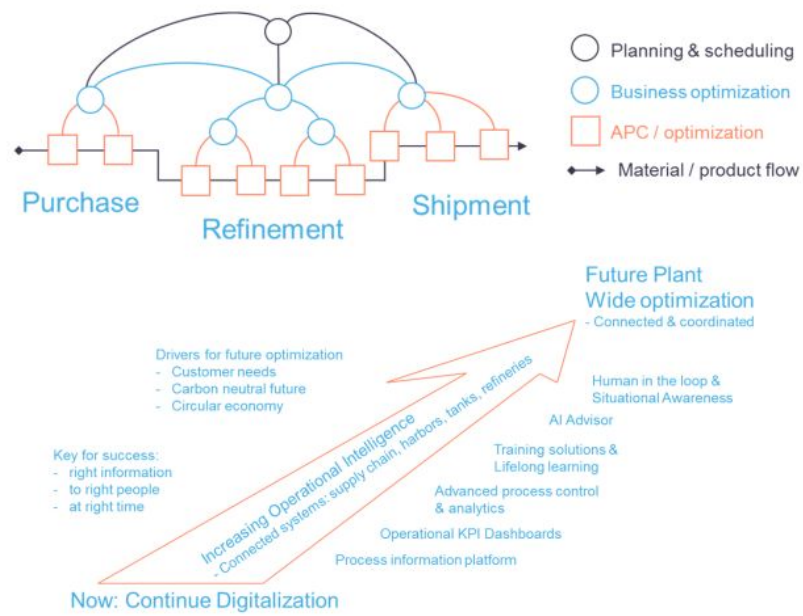 Planning & scheduling
Business optimization
APC / optimization
Material / product flow
Purchase
Refinement
Shipment
Future Plant
Wide optimization
- Connected & coordinated
Drivers for future optimization
- Customer needs
- Carbon neutral future
- Circular economy
Key for success:
- right information
- to right people
- at right time
Increasing Operational Intelligence
- Connected systems: supply chain, harbors, tanks, refineries
Human in the loop &
Situational Awareness
AI Advisor
Training solutions &
Lifelong learning
Advanced process control
& analytics
Operational KPI Dashboards
Process information platform
Now: Continue Digitalization